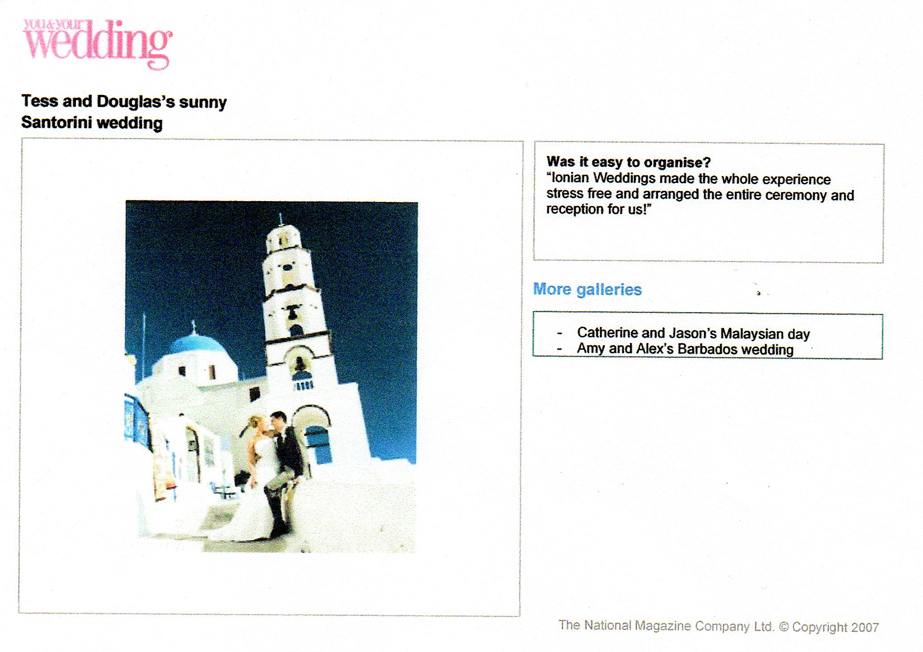 you & your
wedding
Tess and Douglas's sunny
Santorini wedding
Was it easy to organise?
"Ionian Weddings made the whole experience
stress free and arranged the entire ceremony and
reception for us!"
More galleries
- Catherine and Jason's Malaysian day
- Amy and Alex's Barbados wedding
The National Magazine Company Ltd. © Copyright 2007